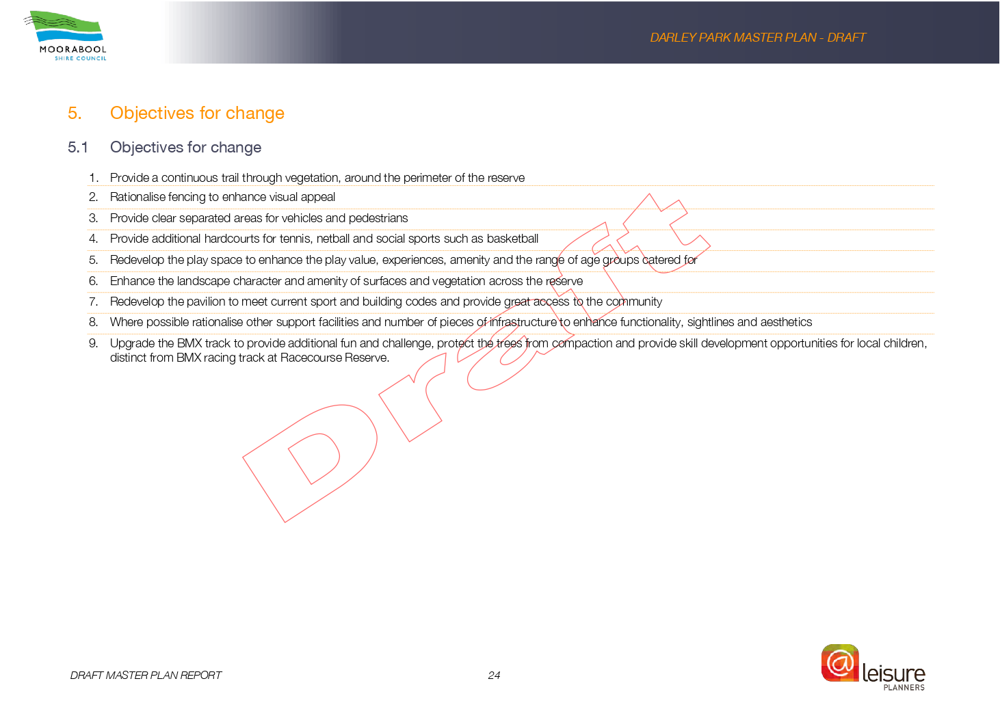 MOORABOOL
SHIRE COUNCIL
DARLEY PARK MASTER PLAN - DRAFT
5. Objectives for change
5.1 Objectives for change
1. Provide a continuous trail through vegetation, around the perimeter of the reserve
2. Rationalise fencing to enhance visual appeal
3. Provide clear separated areas for vehicles and pedestrians
4. Provide additional hardcourts for tennis, netball and social sports such as basketball
5. Redevelop the play space to enhance the play value, experiences, amenity and the range of age groups catered for
6. Enhance the landscape character and amenity of surfaces and vegetation across the reserve
7. Redevelop the pavilion to meet current sport and building codes and provide great access to the community
8. Where possible rationalise other support facilities and number of pieces of infrastructure to enhance functionality, sightlines and aesthetics
9. Upgrade the BMX track to provide additional fun and challenge, protect the trees from compaction and provide skill development opportunities for local children,
distinct from BMX racing track at Racecourse Reserve.
Draft
DRAFT MASTER PLAN REPORT
24
@leisure
PLANNERS